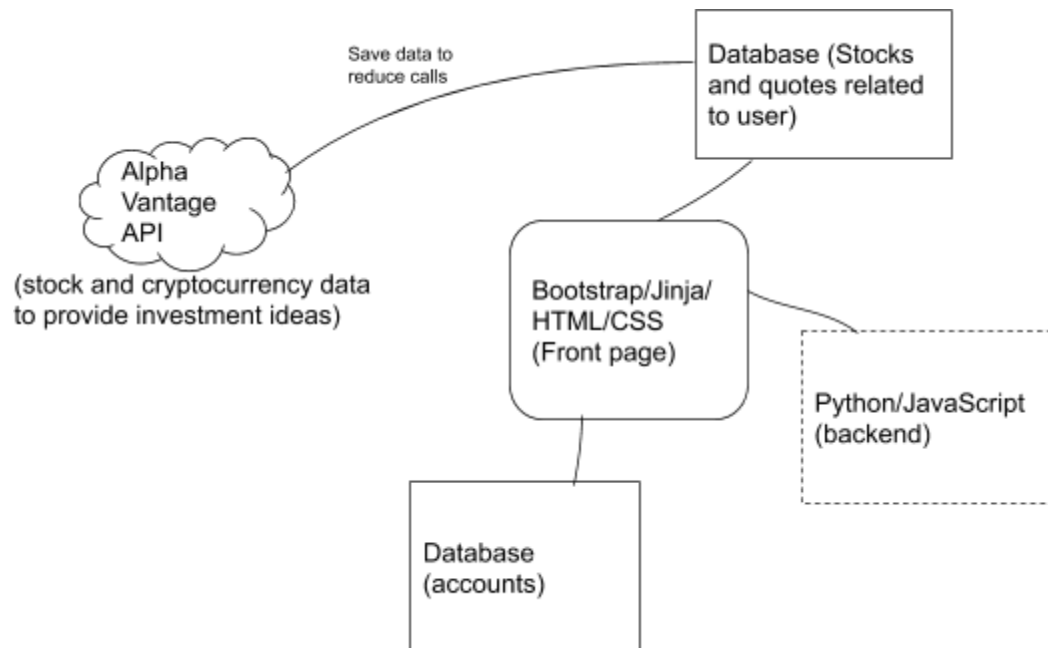 Save data to
reduce calls
Database (Stocks
and quotes related
to user)
Alpha
Vantage
API
(stock and cryptocurrency data
to provide investment ideas)
Bootstrap/Jinja/
HTML/CSS
(Front page)
Python/JavaScript
(backend)
Database
(accounts)